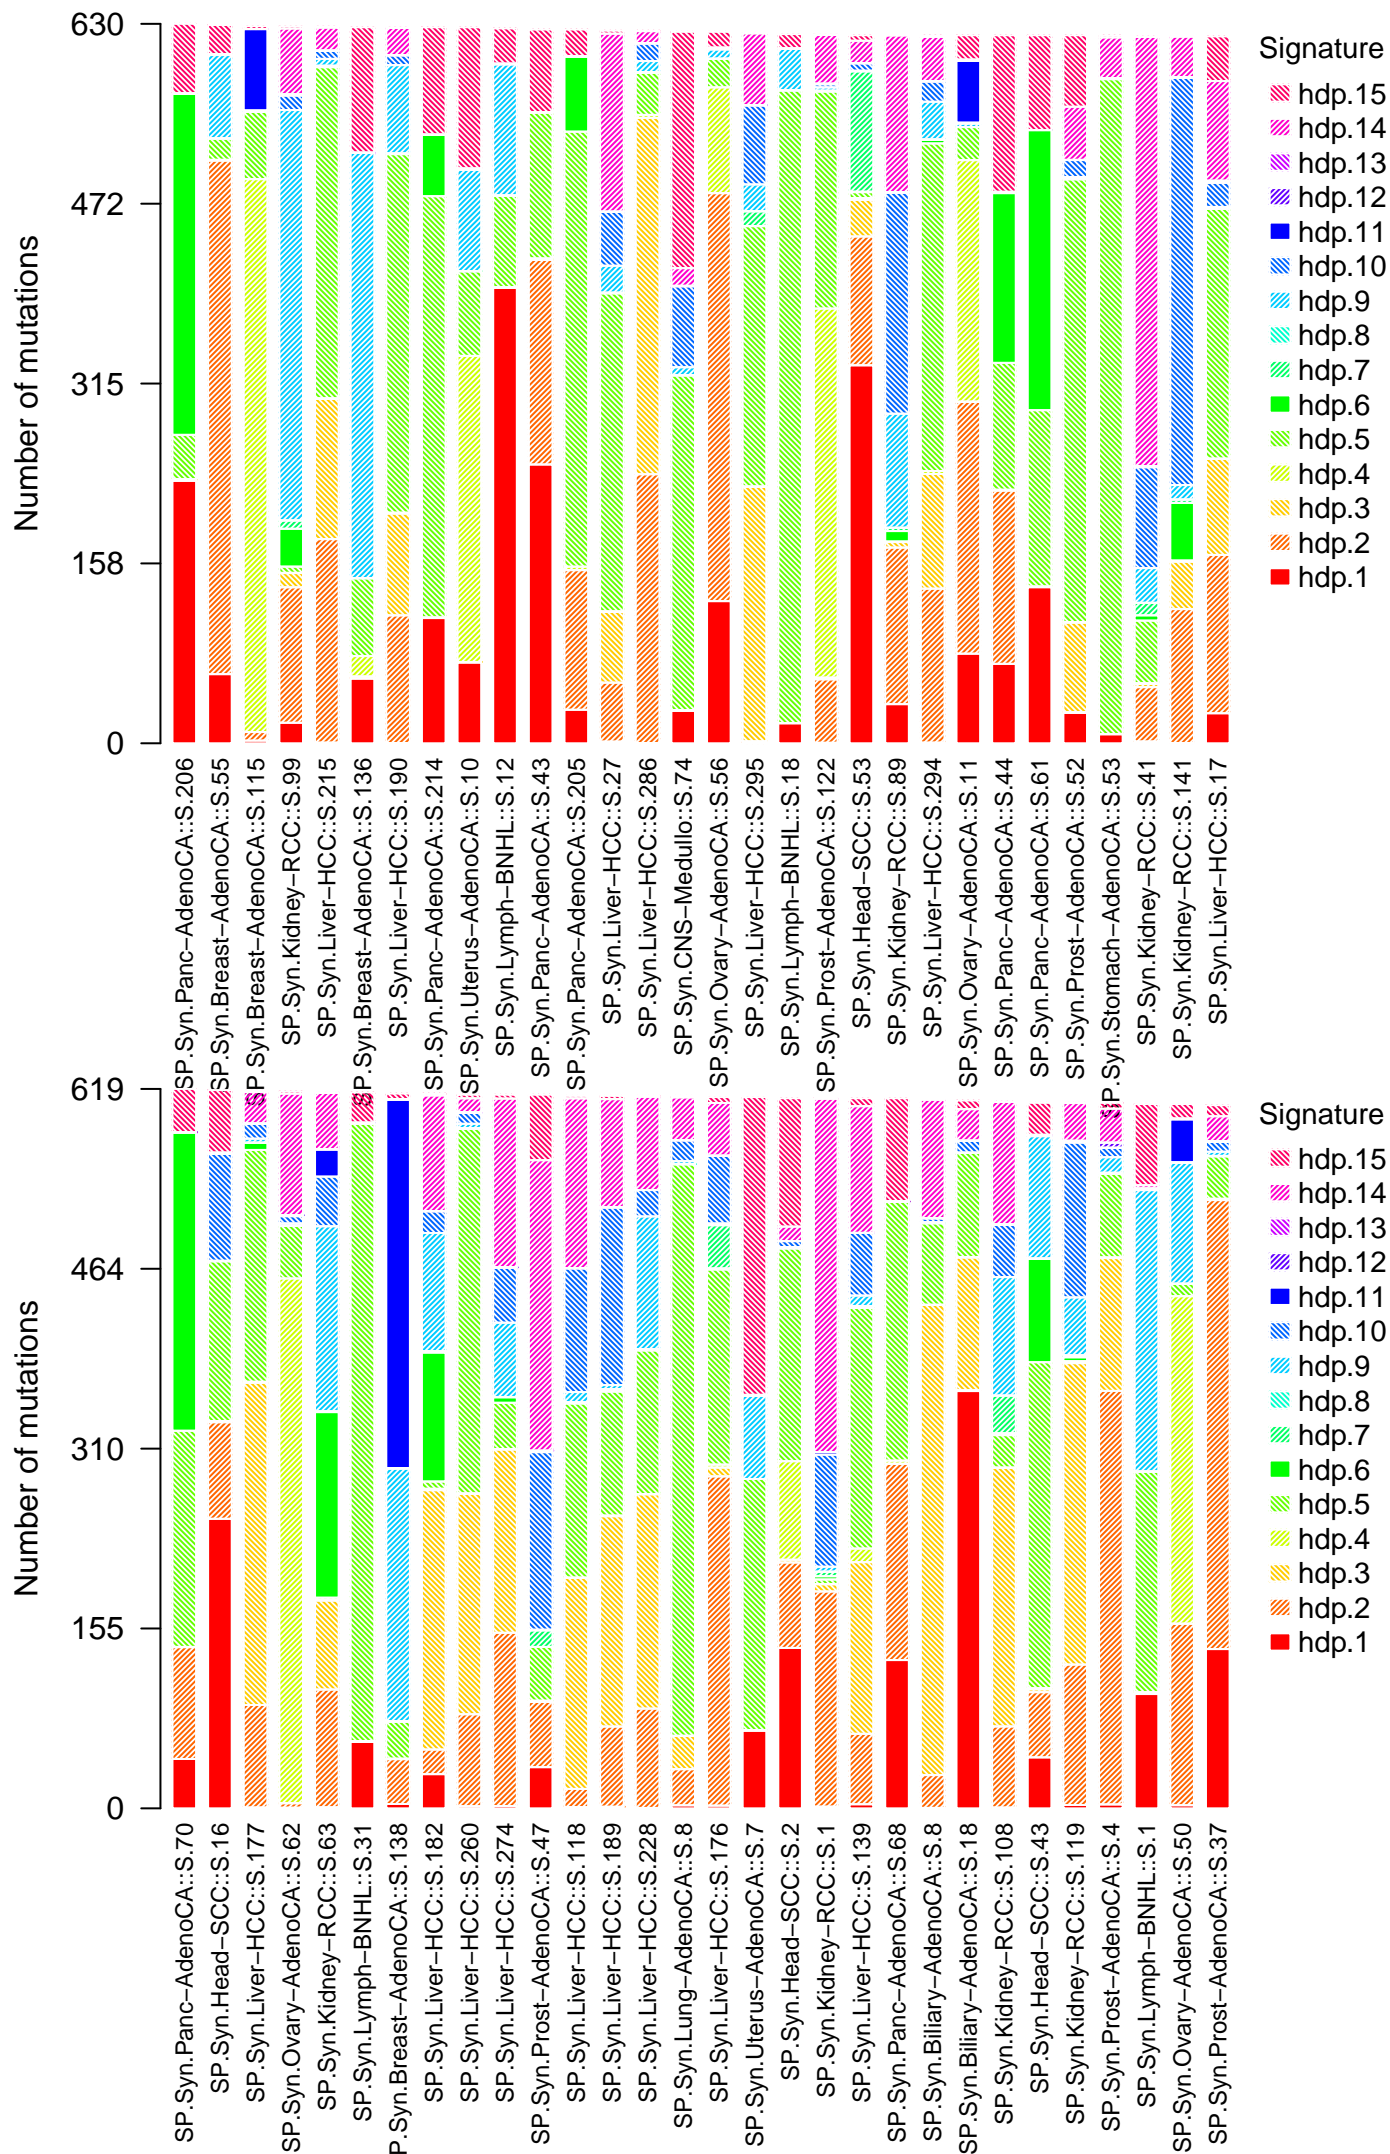 Number of mutations
630
472
315
158
0
Signature
hdp.15
hdp.14
hdp.13
hdp.12
hdp.11
hdp.10
hdp.9
hdp.8
hdp.7
hdp.6
hdp.5
hdp.4
hdp.3
hdp.2
hdp.1
SP.Syn.Panc−AdenoCA::S.206
SP.Syn.Breast−AdenoCA::S.55
SP.Syn.Breast−AdenoCA::S.115
SP.Syn.Kidney−RCC::S.99
SP.Syn.Liver−HCC::S.215
SP.Syn.Breast−AdenoCA::S.136
SP.Syn.Liver−HCC::S.190
SP.Syn.Panc−AdenoCA::S.214
SP.Syn.Uterus−AdenoCA::S.10
SP.Syn.Lymph−BNHL::S.12
SP.Syn.Panc−AdenoCA::S.43
SP.Syn.Panc−AdenoCA::S.205
SP.Syn.Liver−HCC::S.27
SP.Syn.Liver−HCC::S.286
SP.Syn.CNS−Medullo::S.74
SP.Syn.Ovary−AdenoCA::S.56
SP.Syn.Liver−HCC::S.295
SP.Syn.Lymph−BNHL::S.18
SP.Syn.Prost−AdenoCA::S.122
SP.Syn.Head−SCC::S.53
SP.Syn.Kidney−RCC::S.89
SP.Syn.Liver−HCC::S.294
SP.Syn.Ovary−AdenoCA::S.11
SP.Syn.Panc−AdenoCA::S.44
SP.Syn.Panc−AdenoCA::S.61
SP.Syn.Prost−AdenoCA::S.52
SP.Syn.Stomach−AdenoCA::S.53
SP.Syn.Kidney−RCC::S.41
SP.Syn.Kidney−RCC::S.141
SP.Syn.Liver−HCC::S.17
Number of mutations
619
464
310
155
0
Signature
hdp.15
hdp.14
hdp.13
hdp.12
hdp.11
hdp.10
hdp.9
hdp.8
hdp.7
hdp.6
hdp.5
hdp.4
hdp.3
hdp.2
hdp.1
SP.Syn.Panc−AdenoCA::S.70
SP.Syn.Head−SCC::S.16
SP.Syn.Liver−HCC::S.177
SP.Syn.Ovary−AdenoCA::S.62
SP.Syn.Kidney−RCC::S.63
SP.Syn.Lymph−BNHL::S.31
P.Syn.Breast−AdenoCA::S.138
SP.Syn.Liver−HCC::S.182
SP.Syn.Liver−HCC::S.260
SP.Syn.Liver−HCC::S.274
SP.Syn.Prost−AdenoCA::S.47
SP.Syn.Liver−HCC::S.118
SP.Syn.Liver−HCC::S.189
SP.Syn.Liver−HCC::S.228
SP.Syn.Lung−AdenoCA::S.8
SP.Syn.Liver−HCC::S.176
SP.Syn.Uterus−AdenoCA::S.7
SP.Syn.Head−SCC::S.2
SP.Syn.Kidney−RCC::S.1
SP.Syn.Liver−HCC::S.139
SP.Syn.Panc−AdenoCA::S.68
SP.Syn.Biliary−AdenoCA::S.8
SP.Syn.Biliary−AdenoCA::S.18
SP.Syn.Kidney−RCC::S.108
SP.Syn.Head−SCC::S.43
SP.Syn.Kidney−RCC::S.119
SP.Syn.Prost−AdenoCA::S.4
SP.Syn.Lymph−BNHL::S.1
SP.Syn.Ovary−AdenoCA::S.50
SP.Syn.Prost−AdenoCA::S.37